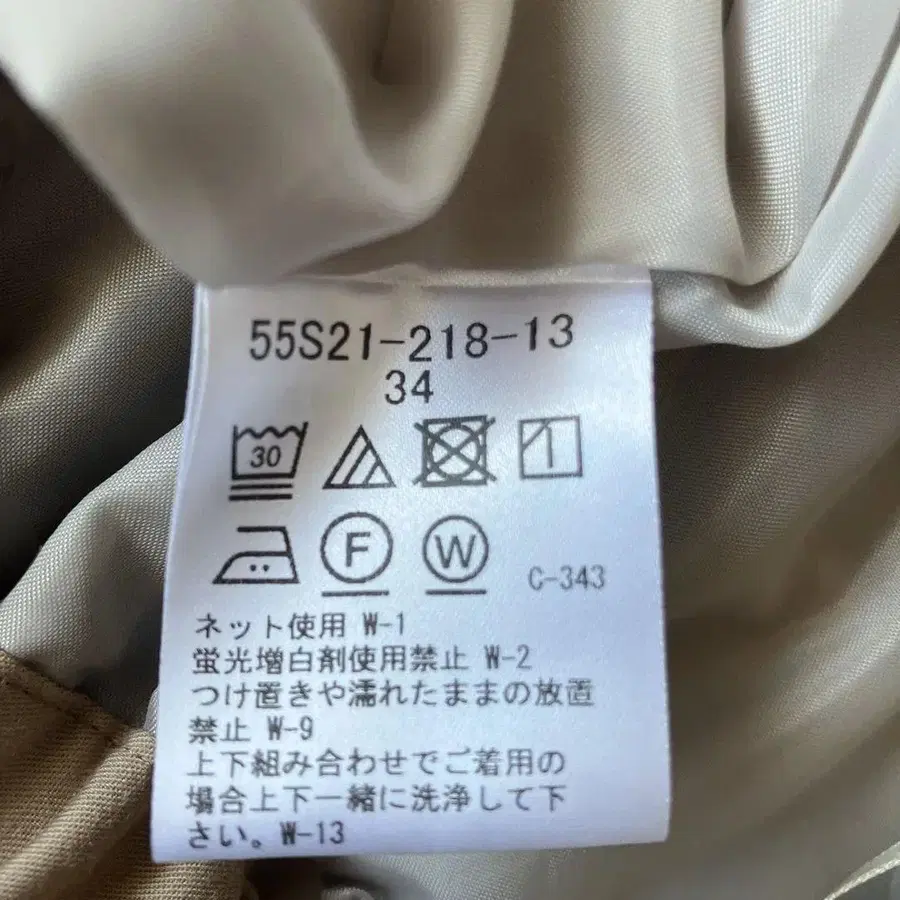 55S21-218-13
34
30
F W C-343
ネット使用 W-1
蛍光増白剤使用禁止 W-2
つけ置きや濡れたままの放置
禁止 W-9
上下組み合わせでご着用の
場合上下一緒に洗浄して下
さい。W-13